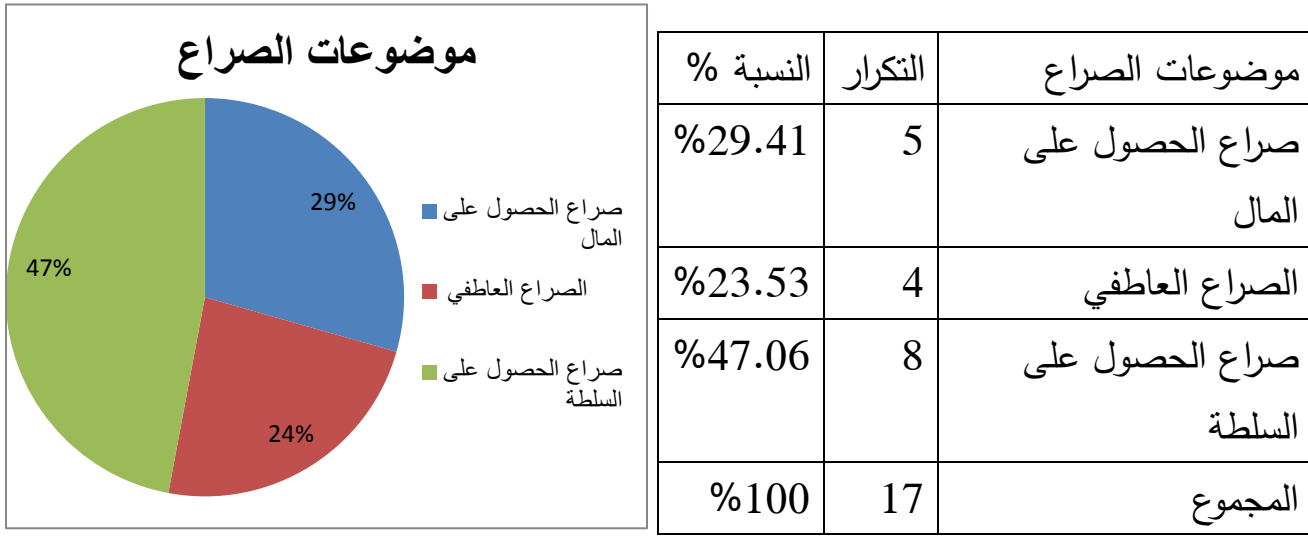 موضوعات الصراع
29%
47%
24%
صراع الحصول على
المال
الصراع العاطفي
صراع الحصول على
السلطة
موضوعات الصراع التكرار النسبة %
صراع الحصول على 5 %29.41
المال
الصراع العاطفي 4 %23.53
صراع الحصول على 8 %47.06
السلطة
المجموع 17 %100